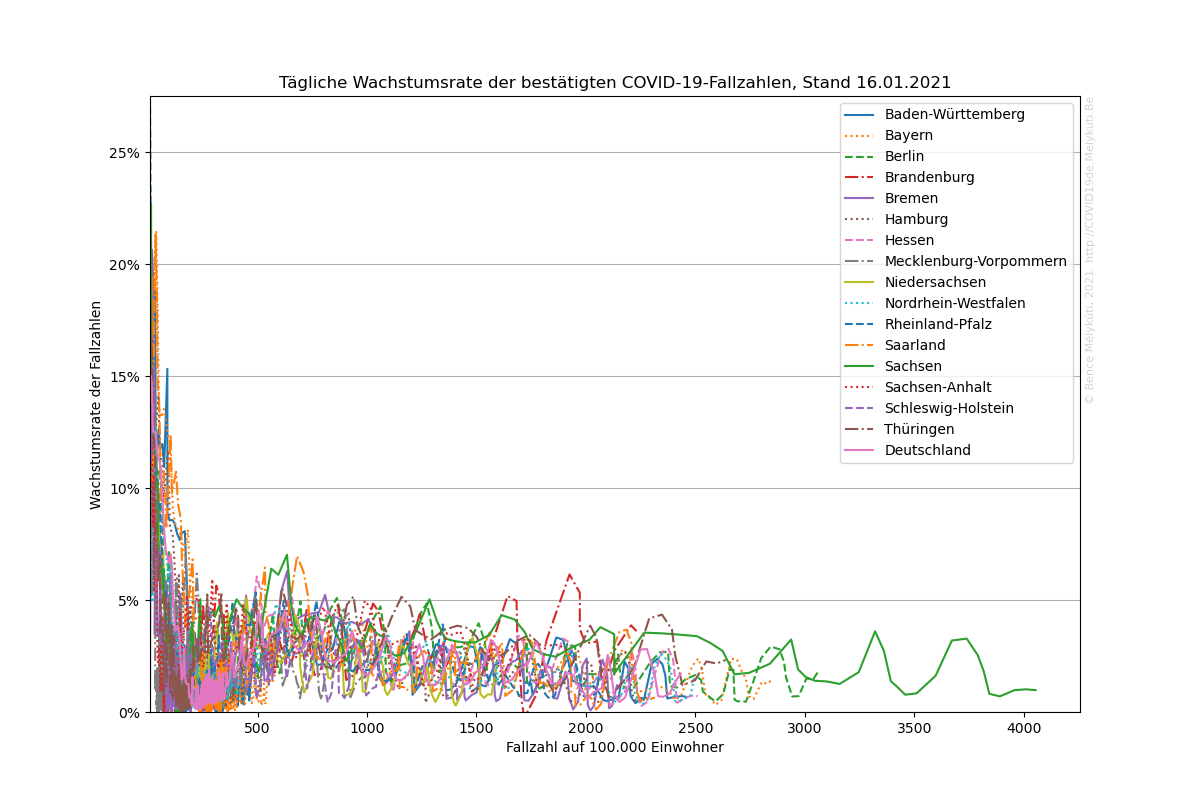 Tägliche Wachstumsrate der bestätigten COVID-19-Fallzahlen, Stand 16.01.2021
Wachstumsrate der Fallzahlen
25%
20%
15%
10%
5%
0%
Baden-Württemberg
Bayern
Berlin
Brandenburg
Bremen
Hamburg
Hessen
Mecklenburg-Vorpommern
Niedersachsen
Nordrhein-Westfalen
Rheinland-Pfalz
Saarland
Sachsen
Sachsen-Anhalt
Schleswig-Holstein
Thüringen
Deutschland
500
1000
1500
2000
2500
3000
3500
4000
Fallzahl auf 100.000 Einwohner
© Bence Mélykúti, 2021. http://COVID19de.Melykuti.Be